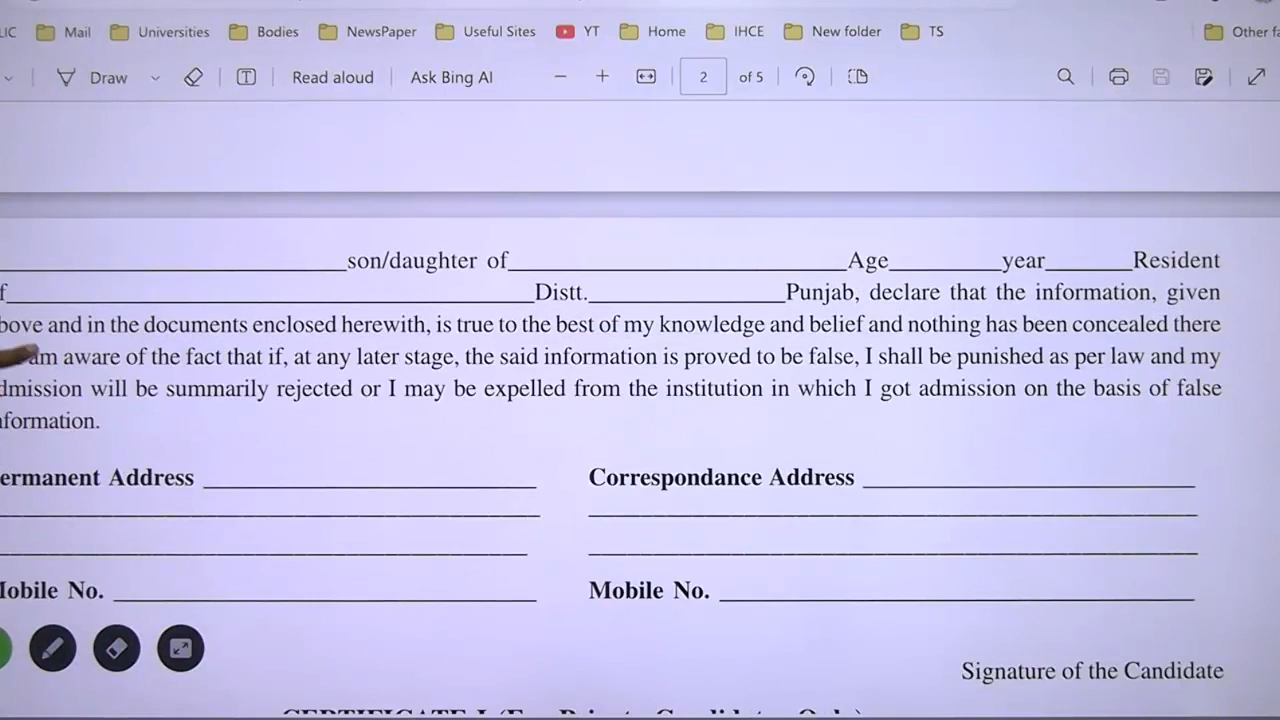 LIC Mail Universities Bodies NewsPaper Useful Sites YT Home IHCE New folder TS Other fa
Draw Read aloud Ask Bing AI 2 of 5
son/daughter of Age year Resident
f Distt. Punjab, declare that the information, given
bove and in the documents enclosed herewith, is true to the best of my knowledge and belief and nothing has been concealed there
am aware of the fact that if, at any later stage, the said information is proved to be false, I shall be punished as per law and my
dmission will be summarily rejected or I may be expelled from the institution in which I got admission on the basis of false
nformation.
ermanent Address Correspondance Address
Mobile No. Mobile No.
Signature of the Candidate